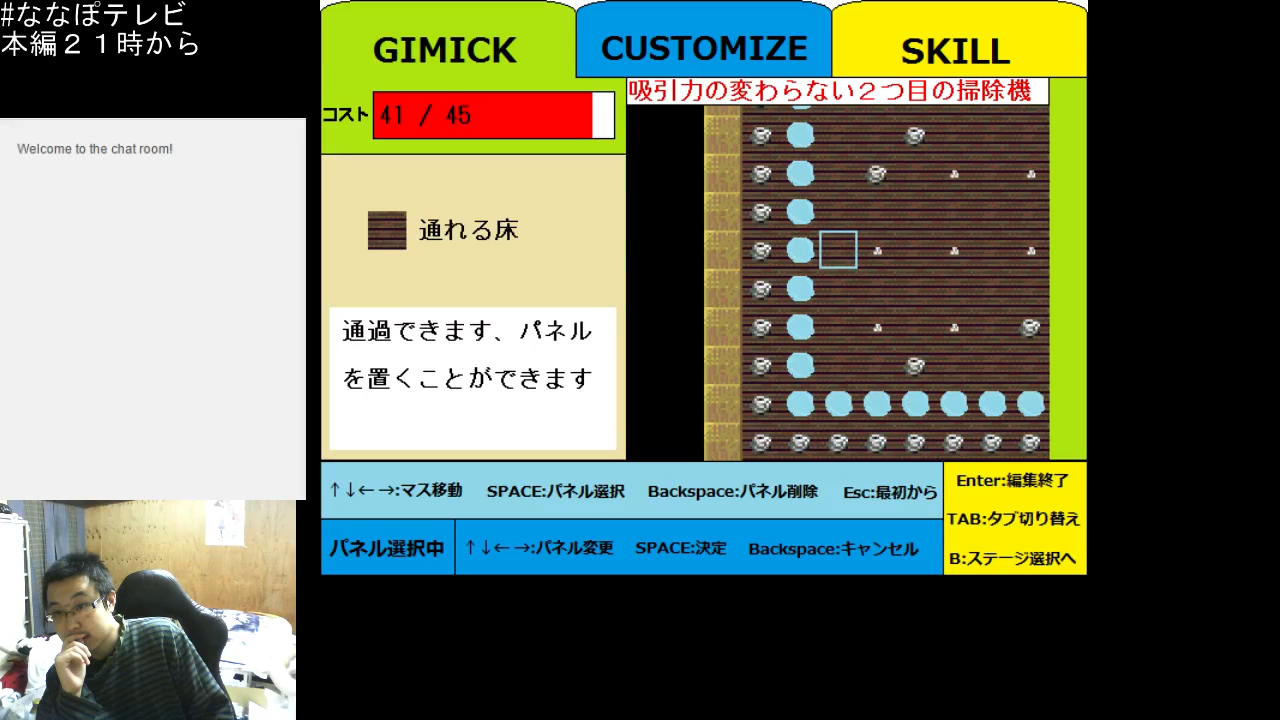 #ななぽテレビ
本編２１時から
Welcome to the chat room!
GIMICK
CUSTOMIZE
SKILL
コスト 41 / 45
吸引力の変わらない２つ目の掃除機
通れる床
通過できます、パネル
を置くことができます
↑↓←→:マス移動 SPACE:パネル選択 Backspace:パネル削除 Esc:最初から
パネル選択中 ↑↓←→:パネル変更 SPACE:決定 Backspace:キャンセル
Enter:編集終了
TAB:タブ切り替え
B:ステージ選択へ